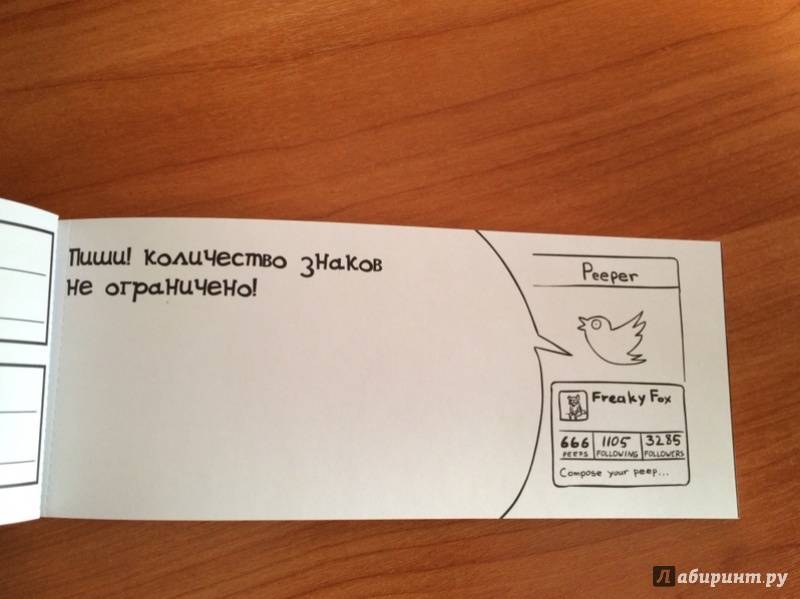 Пиши! количество знаков
не ограничено!
Peeper
Freaky Fox
666 1105 3285
PEEPS FOLLOWING FOLLOWERS
Compose your peep...
Лабиринт.ру